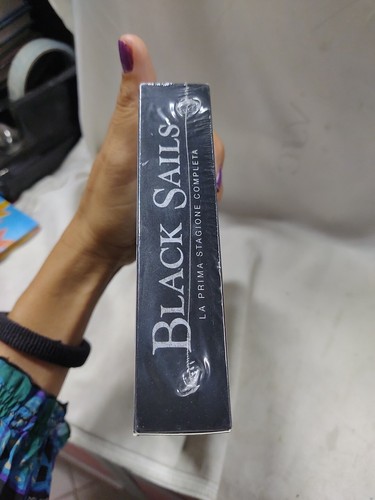 BLACK SAILS
LA PRIMA STAGIONE COMPLETA